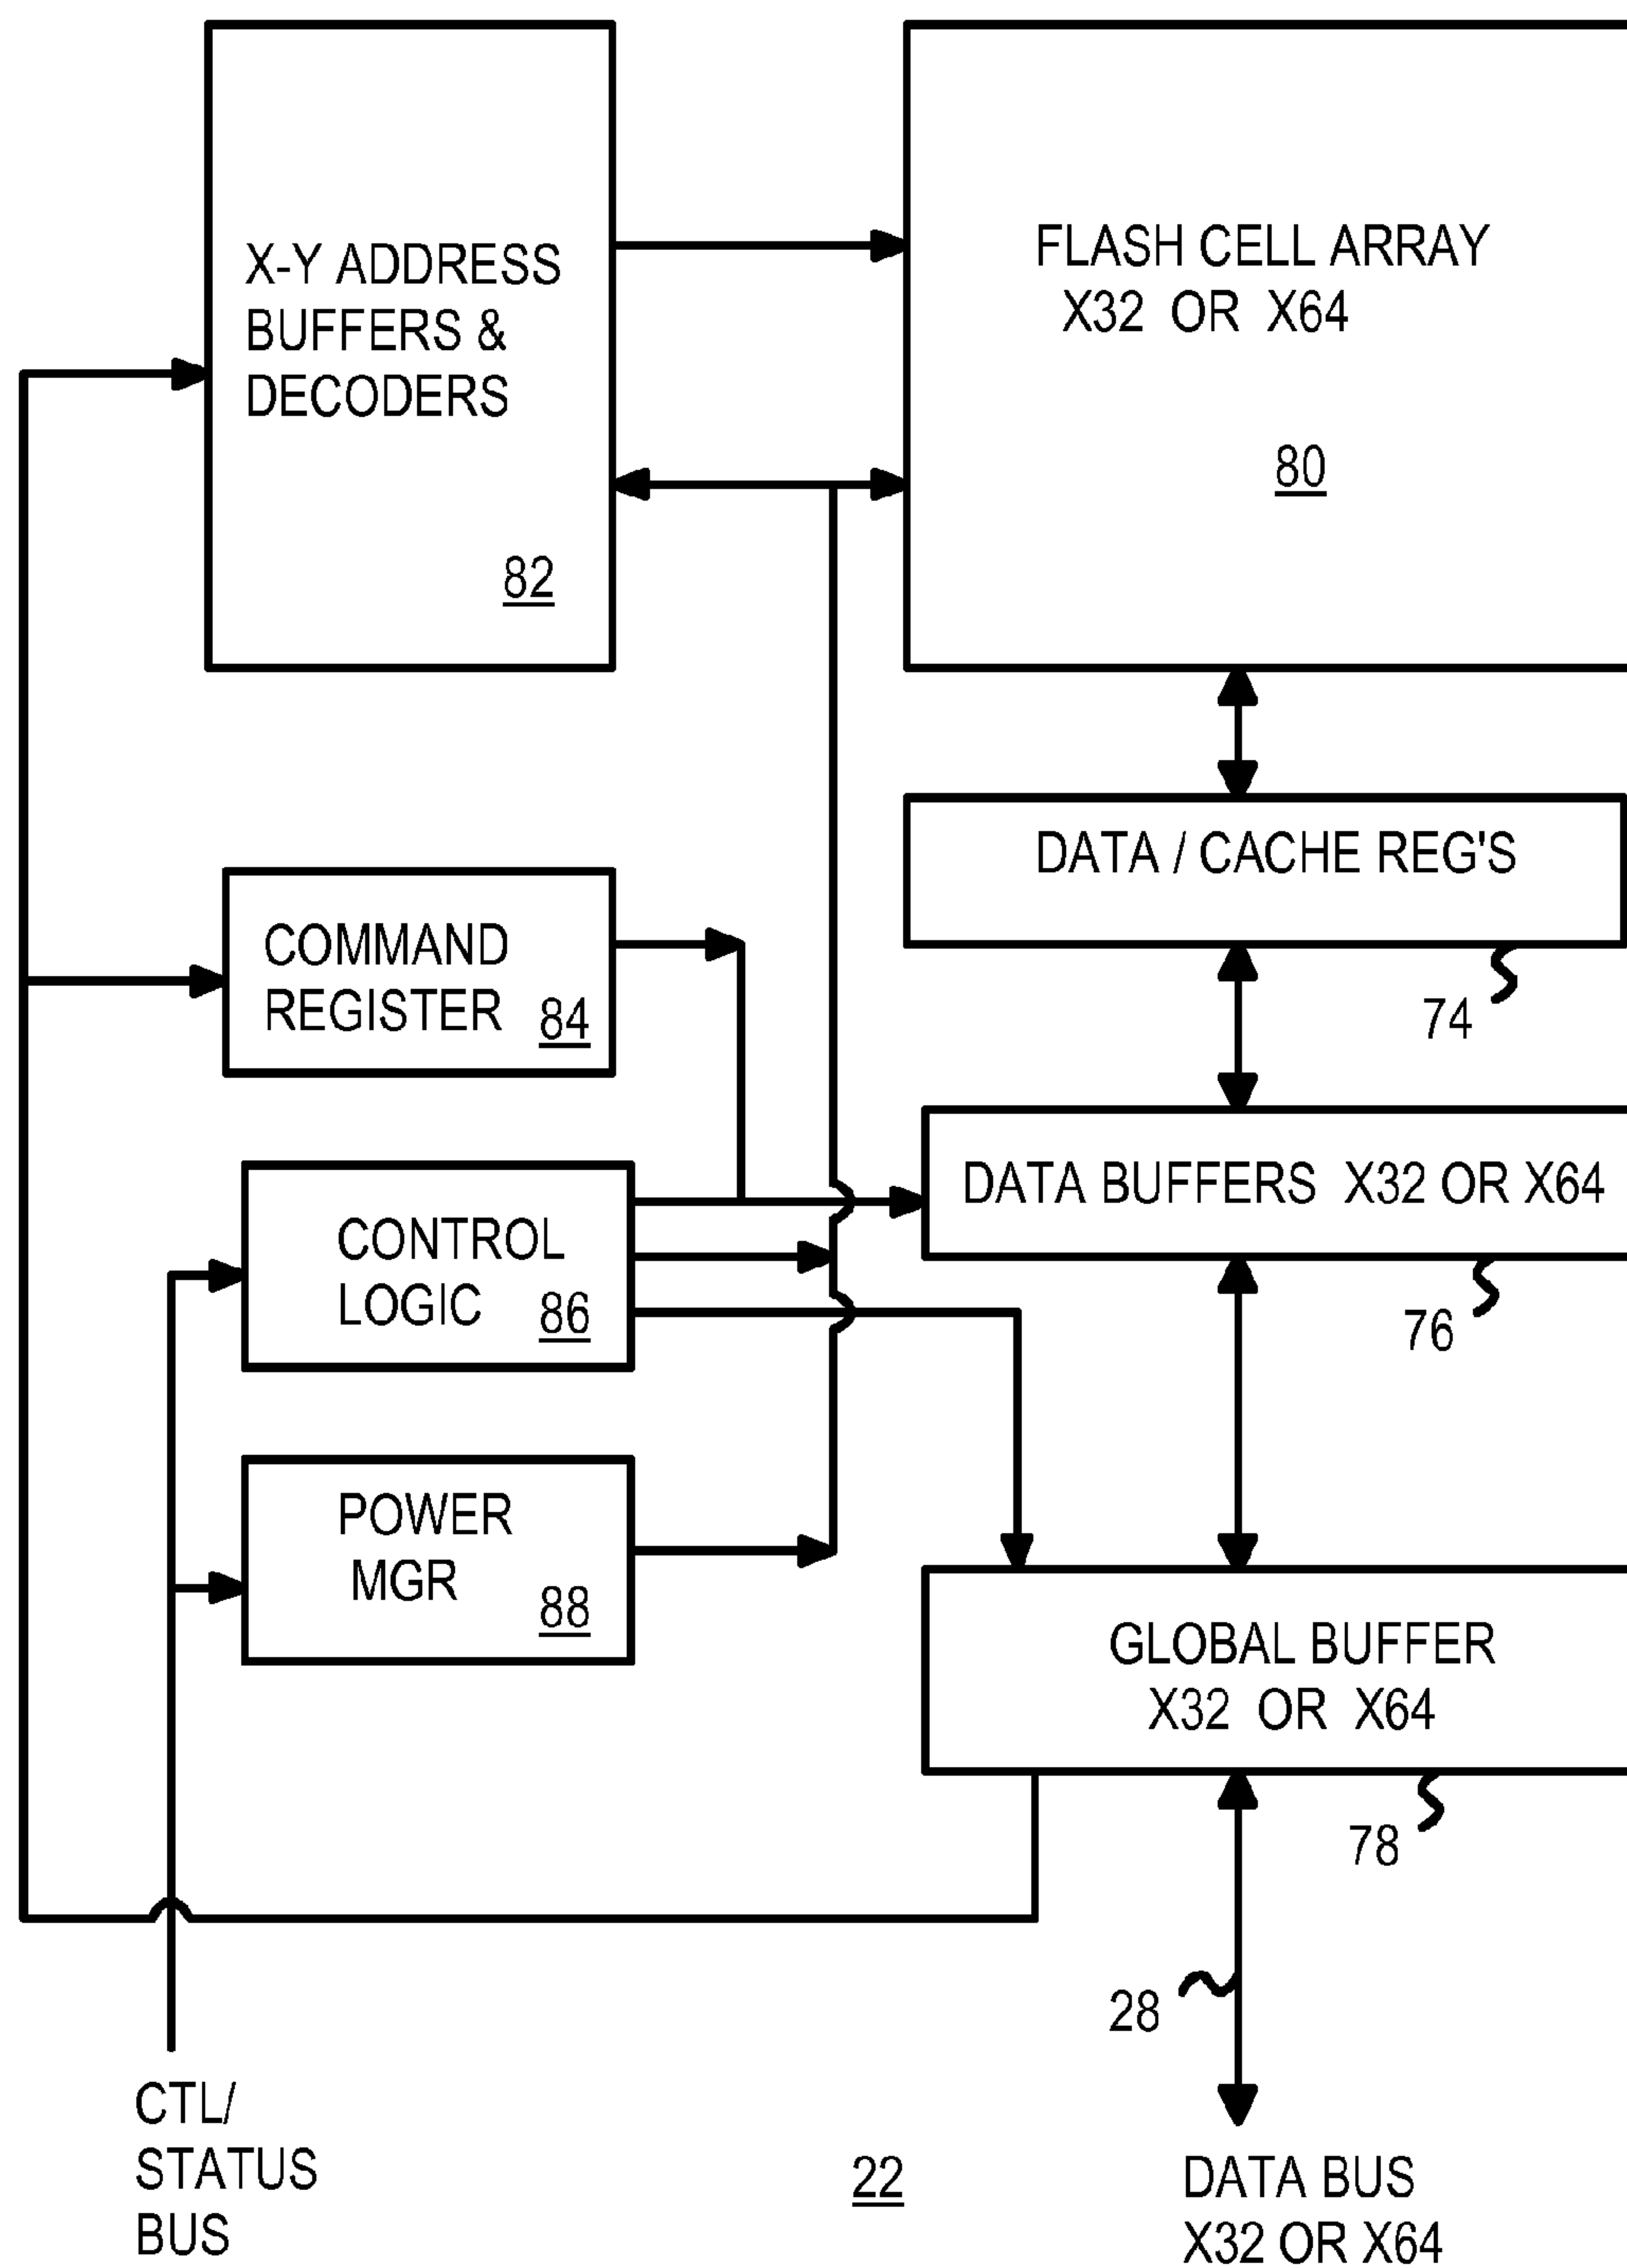 X-Y ADDRESS
BUFFERS &
DECODERS
82
FLASH CELL ARRAY
X32 OR X64
80
DATA / CACHE REG'S
74
COMMAND
REGISTER
84
DATA BUFFERS X32 OR X64
76
CONTROL
LOGIC
86
POWER
MGR
88
GLOBAL BUFFER
X32 OR X64
78
28
CTL/
STATUS
BUS
22
DATA BUS
X32 OR X64